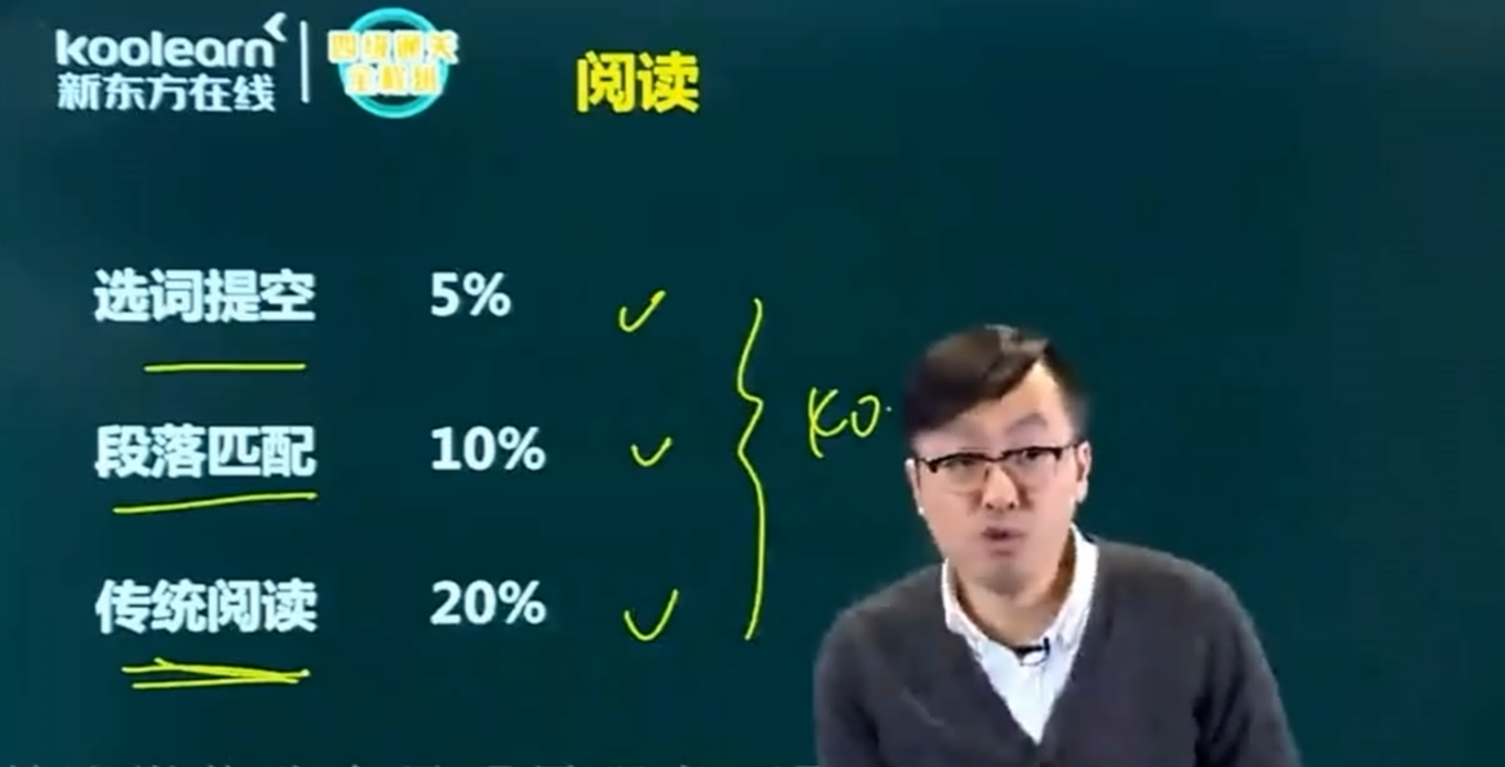 koolearn
新东方在线
四级通关
全程班
阅读
选词提空 5%
段落匹配 10%
KO
传统阅读 20%